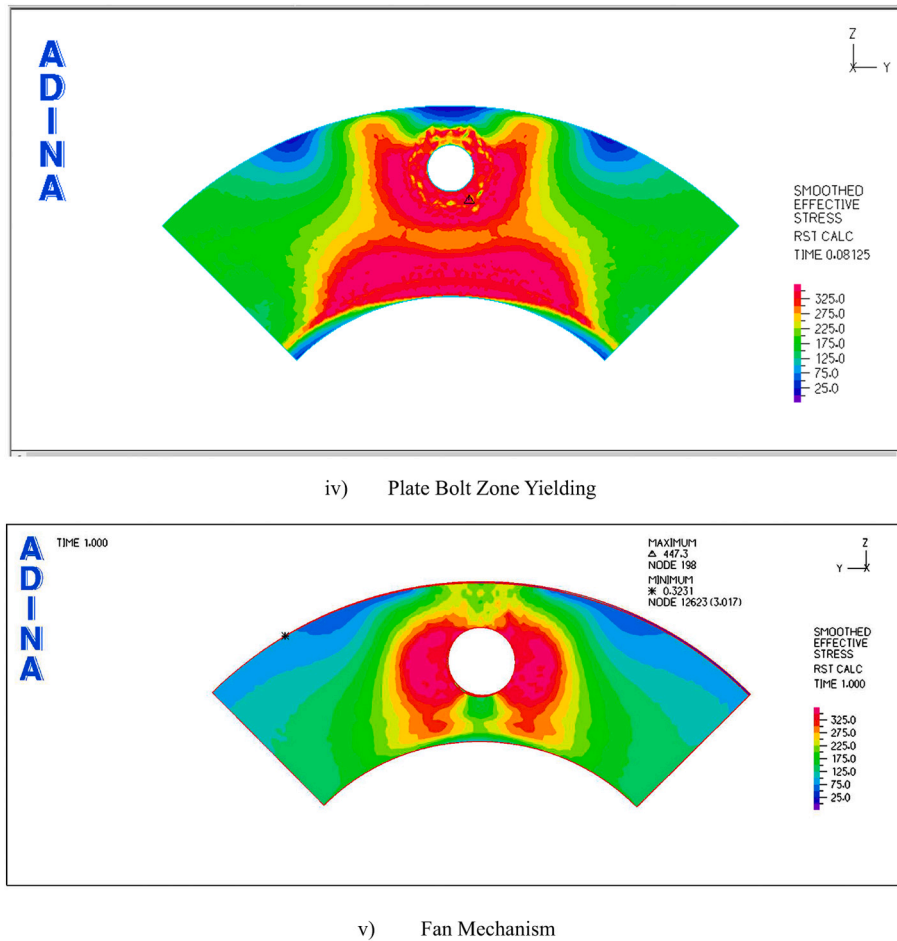 ADINA
Z
X Y
SMOOTHED
EFFECTIVE
STRESS
RST CALC
TIME 0.08125
325.0
275.0
225.0
175.0
125.0
75.0
25.0
iv) Plate Bolt Zone Yielding
ADINA
TIME 1.000
MAXIMUM
Δ 447.3
NODE 198
MINIMUM
* 0.3231
NODE 12623 (3.017)
Z
Y X
SMOOTHED
EFFECTIVE
STRESS
RST CALC
TIME 1.000
325.0
275.0
225.0
175.0
125.0
75.0
25.0
v) Fan Mechanism